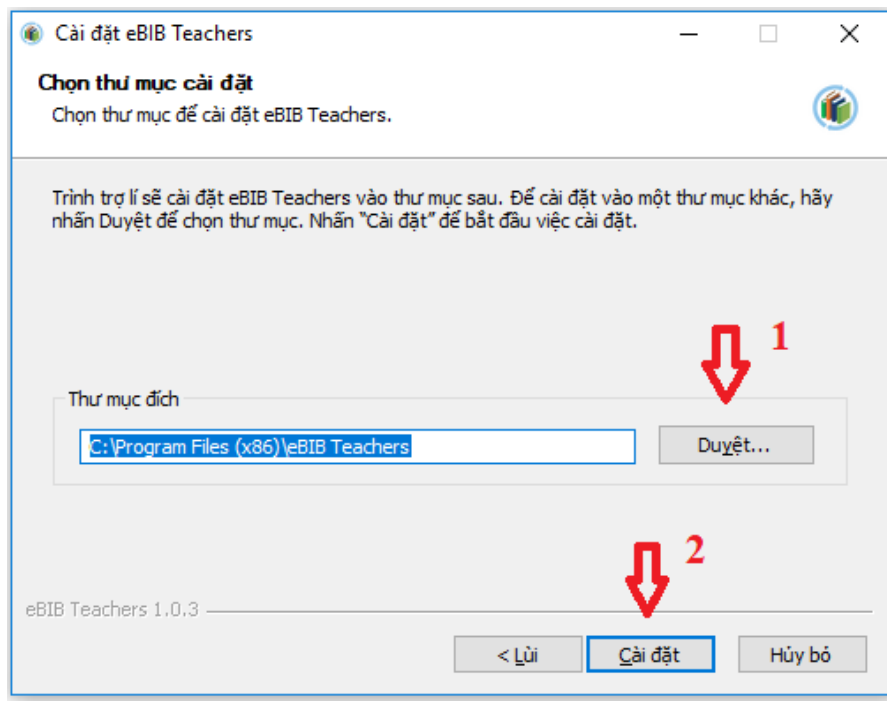 Cài đặt eBIB Teachers
Chọn thư mục cài đặt
Chọn thư mục để cài đặt eBIB Teachers.
Trình trợ lí sẽ cài đặt eBIB Teachers vào thư mục sau. Để cài đặt vào một thư mục khác, hãy
nhấn Duyệt để chọn thư mục. Nhấn "Cài đặt" để bắt đầu việc cài đặt.
1
Thư mục đích
C:\Program Files (x86)\eBIB Teachers
Duyệt...
2
eBIB Teachers 1.0.3
< Lùi
Cài đặt
Hủy bỏ